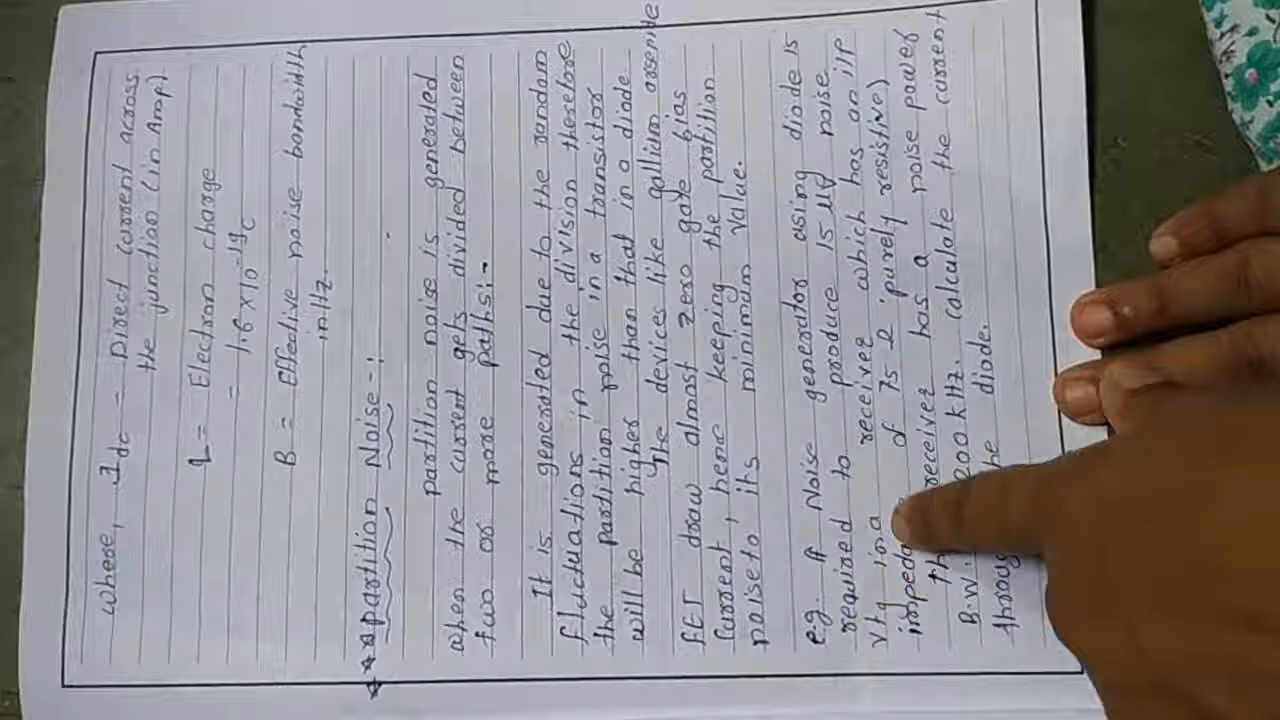 where, Idc = Direct current across
the junction (in Amp)
q = Electron charge
= 1.6 × 10⁻¹⁹ C
B = Effective noise bandwidth
in Hz.
** partition Noise -:
partition noise is generated
when the current gets divided between
two or more paths: -
It is generated due to the random
fluctuations in the division therefore
the partition noise in a transistor
will be higher than that in a diode
The devices like gallium arsenide
FET draw almost zero gate bias
current, henc keeping the partition
noise to its minimum value.
e.g. A Noise generator using diode is
required to produce 15 μv noise
vtg in a receiver which has an i/p
of 75 Ω purely resistive)
receiver has a noise power
B.W. 200 kHz. calculate the current
diode.